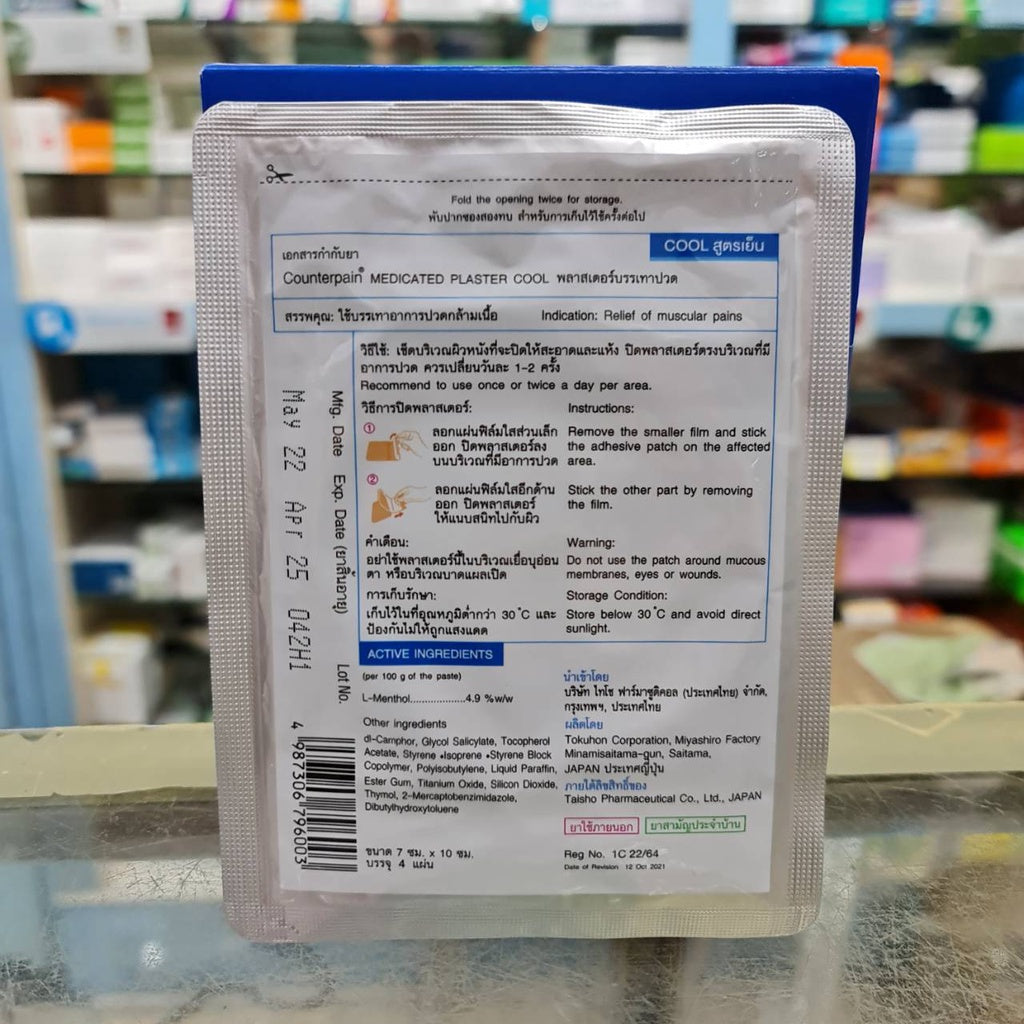 Fold the opening twice for storage.
พับปากซองสองทบ สำหรับการเก็บไว้ใช้ครั้งต่อไป
COOL สูตรเย็น
เอกสารกำกับยา
Counterpain® MEDICATED PLASTER COOL พลาสเตอร์บรรเทาปวด
สรรพคุณ: ใช้บรรเทาอาการปวดกล้ามเนื้อ Indication: Relief of muscular pains
วิธีใช้: เช็ดบริเวณผิวหนังที่จะปิดให้สะอาดและแห้ง ปิดพลาสเตอร์ตรงบริเวณที่มี
อาการปวด ควรเปลี่ยนวันละ 1-2 ครั้ง
Recommend to use once or twice a day per area.
วิธีการปิดพลาสเตอร์:
① ลอกแผ่นฟิล์มใสส่วนเล็ก
ออก ปิดพลาสเตอร์ลง
บนบริเวณที่มีอาการปวด
② ลอกแผ่นฟิล์มใสอีกด้าน
ออก ปิดพลาสเตอร์
ให้แนบสนิทไปกับผิว
Instructions:
Remove the smaller film and stick
the adhesive patch on the affected
area.
Stick the other part by removing
the film.
คำเตือน:
อย่าใช้พลาสเตอร์นี้ในบริเวณเยื่อบุอ่อน
ตา หรือบริเวณบาดแผลเปิด
Warning:
Do not use the patch around mucous
membranes, eyes or wounds.
การเก็บรักษา:
เก็บไว้ในที่อุณหภูมิต่ำกว่า 30 ํC และ
ป้องกันไม่ให้ถูกแสงแดด
Storage Condition:
Store below 30 ํC and avoid direct
sunlight.
Mfg. Date Exp. Date (ยาสิ้นอายุ) Lot No.
May 22 Apr 25 042H1
ACTIVE INGREDIENTS
(per 100 g of the paste)
L-Menthol.....................4.9 %w/w
Other ingredients
dl-Camphor, Glycol Salicylate, Tocopherol
Acetate, Styrene •Isoprene •Styrene Block
Copolymer, Polyisobutylene, Liquid Paraffin,
Ester Gum, Titanium Oxide, Silicon Dioxide,
Thymol, 2-Mercaptobenzimidazole,
Dibutylhydroxytoluene
ขนาด 7 ซม. x 10 ซม.
บรรจุ 4 แผ่น
นำเข้าโดย
บริษัท ไทโช ฟาร์มาซูติคอล (ประเทศไทย) จำกัด,
กรุงเทพฯ, ประเทศไทย
ผลิตโดย
Tokuhon Corporation, Miyashiro Factory
Minamisaitama-gun, Saitama,
JAPAN ประเทศญี่ปุ่น
ภายใต้ลิขสิทธิ์ของ
Taisho Pharmaceutical Co., Ltd., JAPAN
ยาใช้ภายนอก ยาสามัญประจำบ้าน
Reg No. 1C 22/64
Date of Revision 12 Oct 2021
4 987306 796003